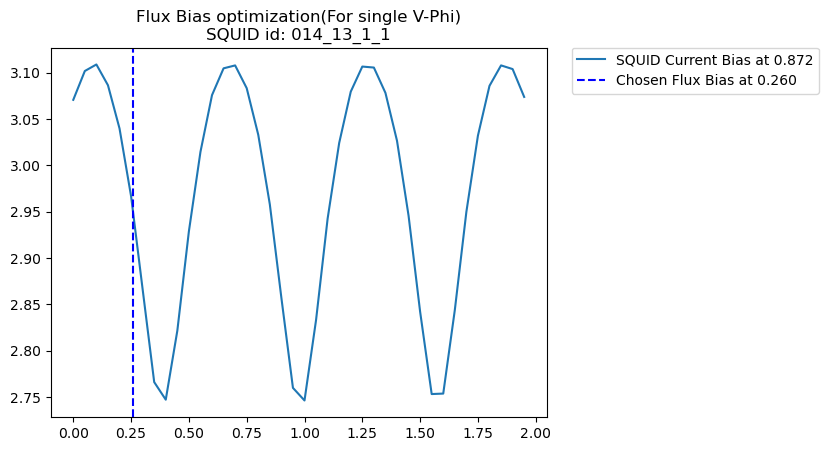 Flux Bias optimization(For single V-Phi)
SQUID id: 014_13_1_1
SQUID Current Bias at 0.872
Chosen Flux Bias at 0.260
3.10
3.05
3.00
2.95
2.90
2.85
2.80
2.75
0.00 0.25 0.50 0.75 1.00 1.25 1.50 1.75 2.00